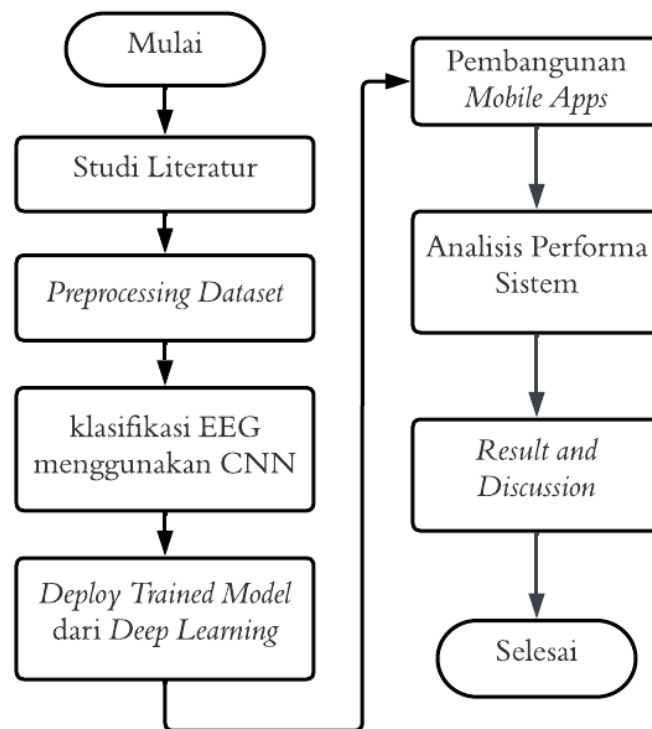 Mulai
Studi Literatur
Preprocessing Dataset
klasifikasi EEG
menggunakan CNN
Deploy Trained Model
dari Deep Learning
Pembangunan
Mobile Apps
Analisis Performa
Sistem
Result and
Discussion
Selesai